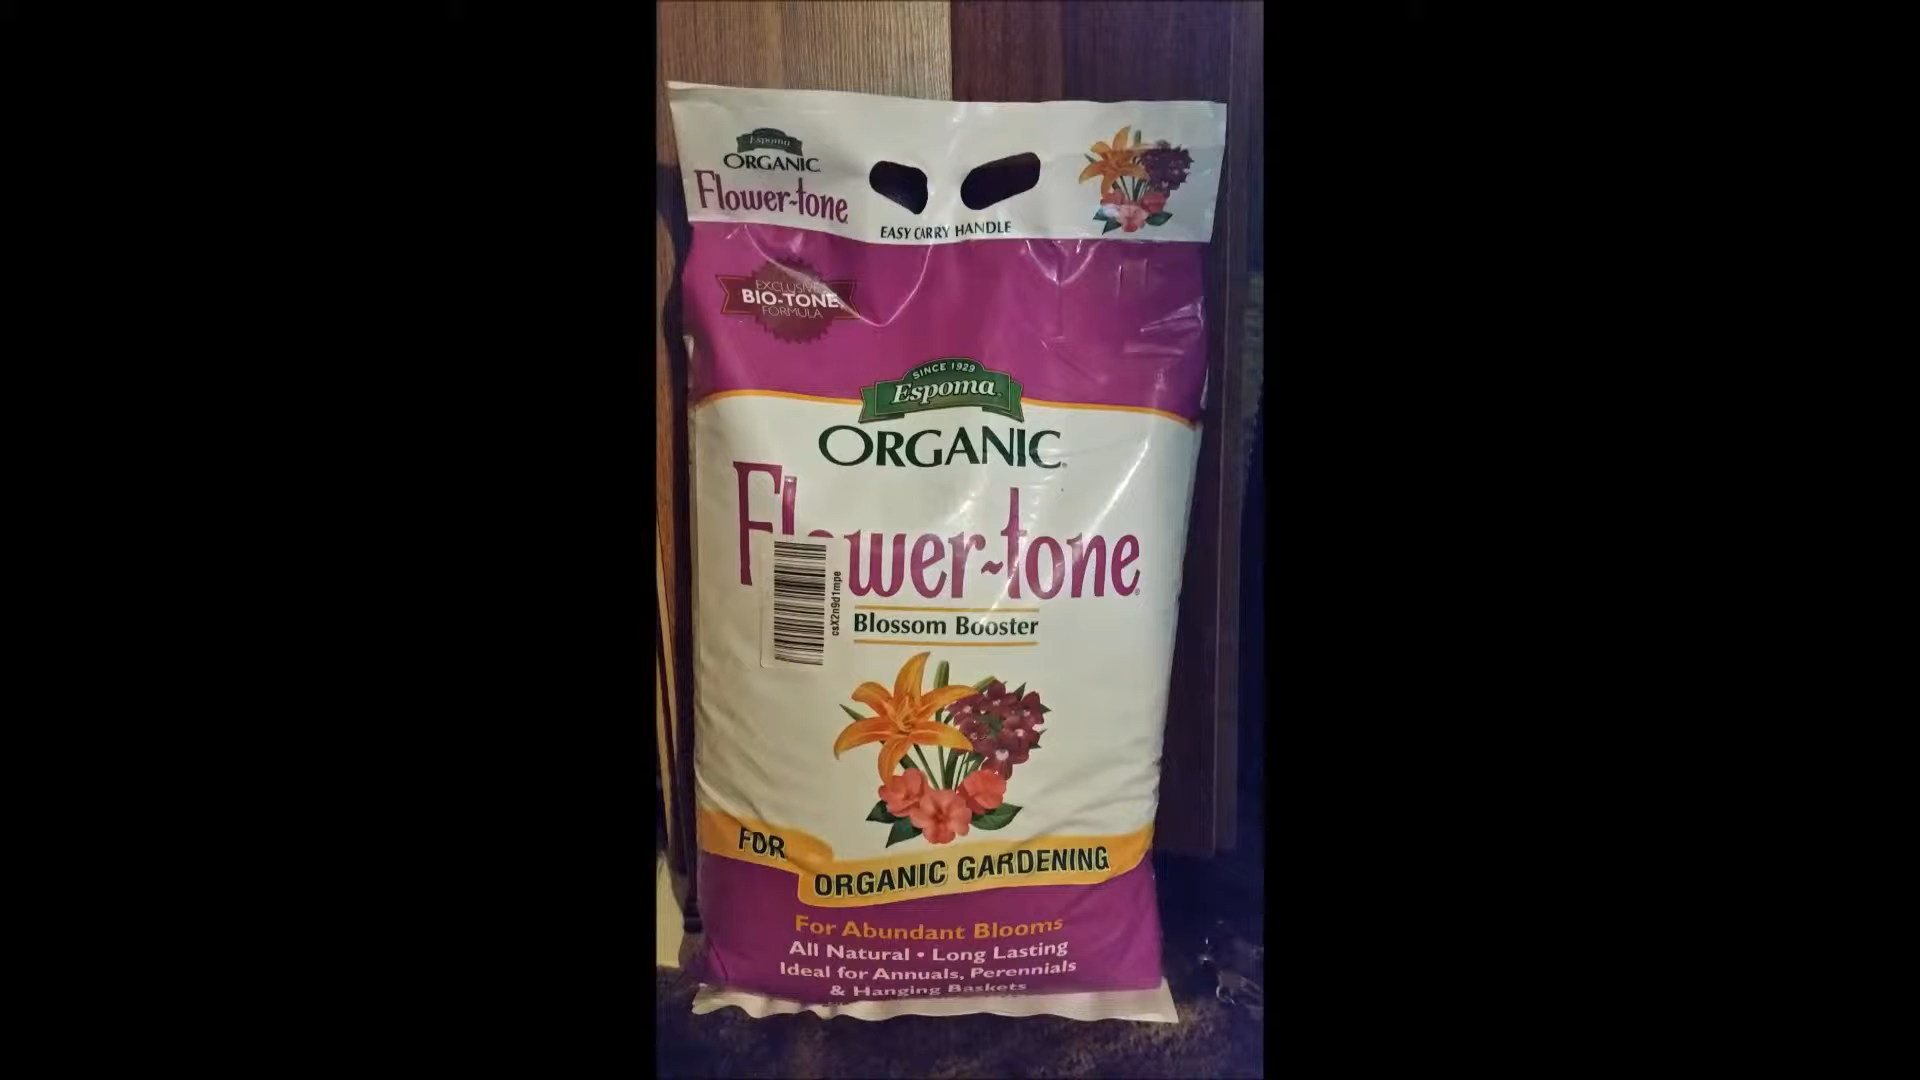 Espoma
ORGANIC
Flower-tone
EASY CARRY HANDLE
EXCLUSIVE
BIO-TONE
FORMULA
SINCE 1929
Espoma
ORGANIC
Flower-tone
csX2n9d1mpe
Blossom Booster
FOR
ORGANIC GARDENING
For Abundant Blooms
All Natural • Long Lasting
Ideal for Annuals, Perennials
& Hanging Baskets